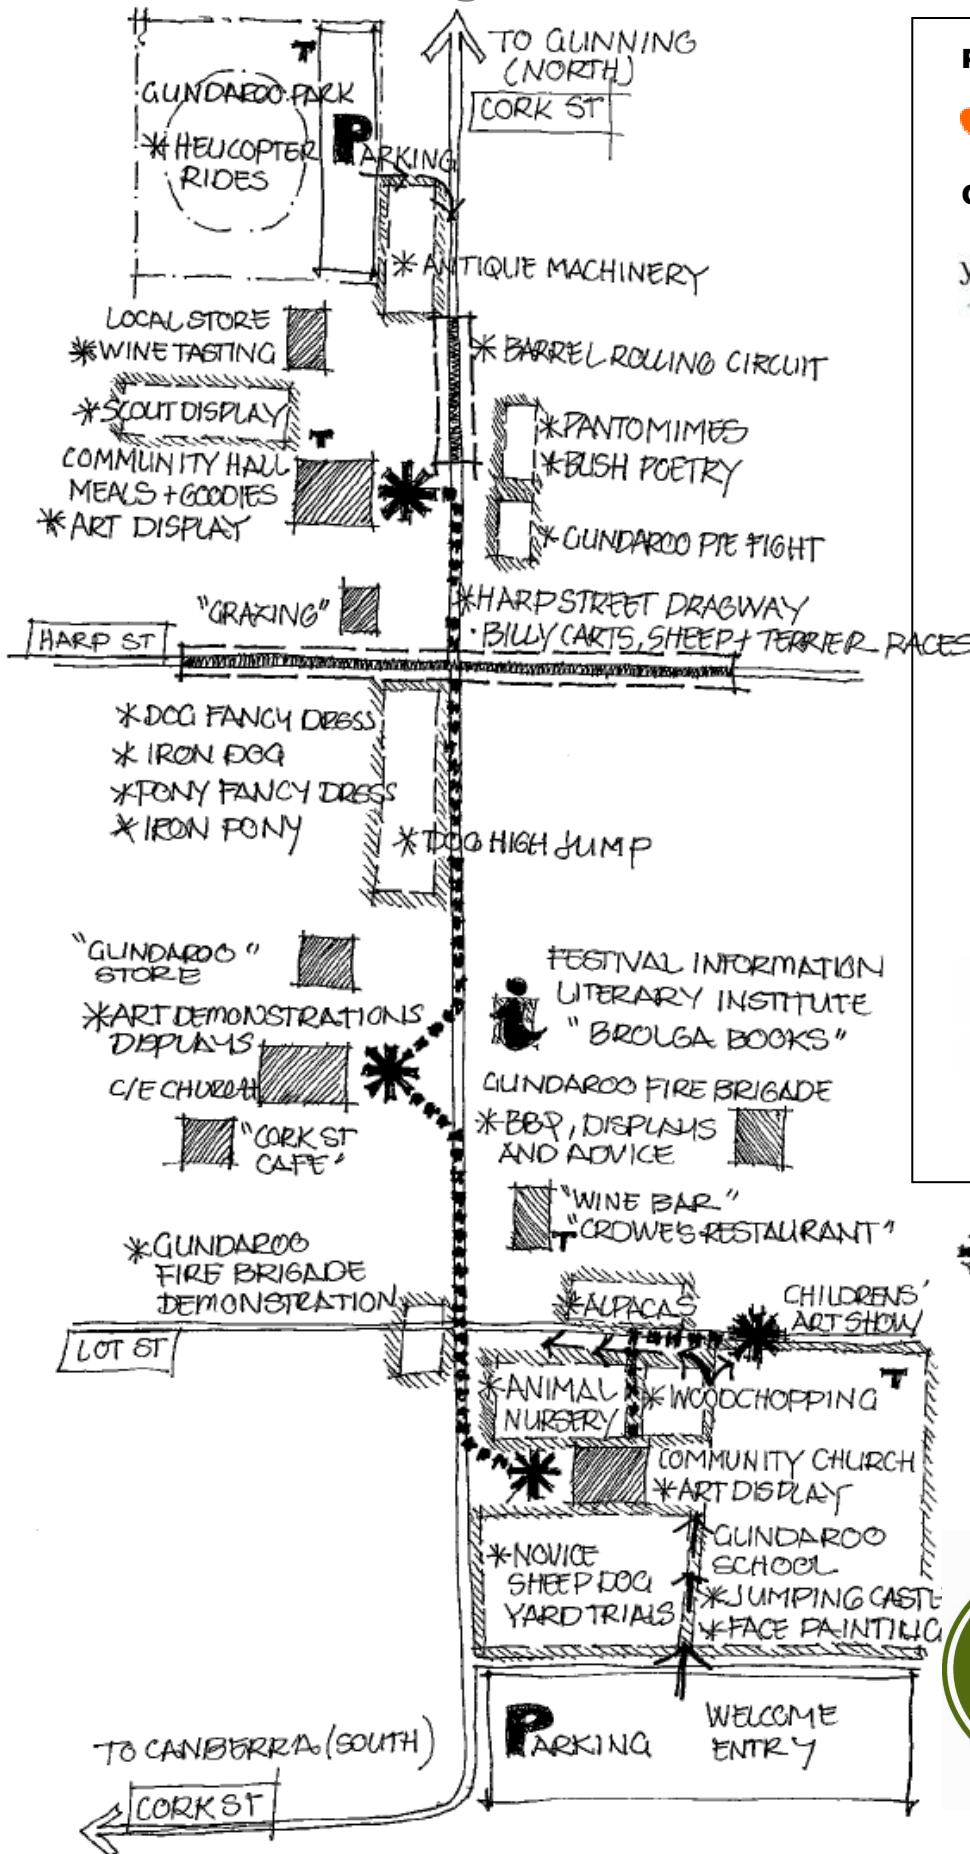 TO GUNNING
(NORTH)
CORK ST
T
GUNDAROO PARK
* HELICOPTER
RIDES
PARKING
* ANTIQUE MACHINERY
LOCAL STORE
* WINE TASTING
* BARREL ROLLING CIRCUIT
* SCOUT DISPLAY
T
* PANTOMIMES
* BUSH POETRY
COMMUNITY HALL
MEALS + GOODIES
* ART DISPLAY
* GUNDAROO PIE FIGHT
"GRAZING"
* HARP STREET DRAGWAY
· BILLY CARTS, SHEEP + TERRIER RACES
HARP ST
* DOG FANCY DRESS
* IRON DOG
* PONY FANCY DRESS
* IRON PONY
* DOG HIGH JUMP
"GUNDAROO"
STORE
FESTIVAL INFORMATION
LITERARY INSTITUTE
"BROLGA BOOKS"
i
* ART DEMONSTRATIONS
DISPLAYS
C/E CHURCH
GUNDAROO FIRE BRIGADE
* BBQ, DISPLAYS
AND ADVICE
"CORK ST
CAFE"
"WINE BAR"
T "CROWE'S RESTAURANT"
* GUNDAROO
FIRE BRIGADE
DEMONSTRATION
* ALPACAS
CHILDRENS'
ART SHOW
LOT ST
T
* ANIMAL
NURSERY
* WOODCHOPPING
COMMUNITY CHURCH
* ART DISPLAY
* NOVICE
SHEEP DOG
YARD TRIALS
GUNDAROO
SCHOOL
* JUMPING CASTL
* FACE PAINTING
PARKING
WELCOME
ENTRY
TO CANBERRA (SOUTH)
CORK ST